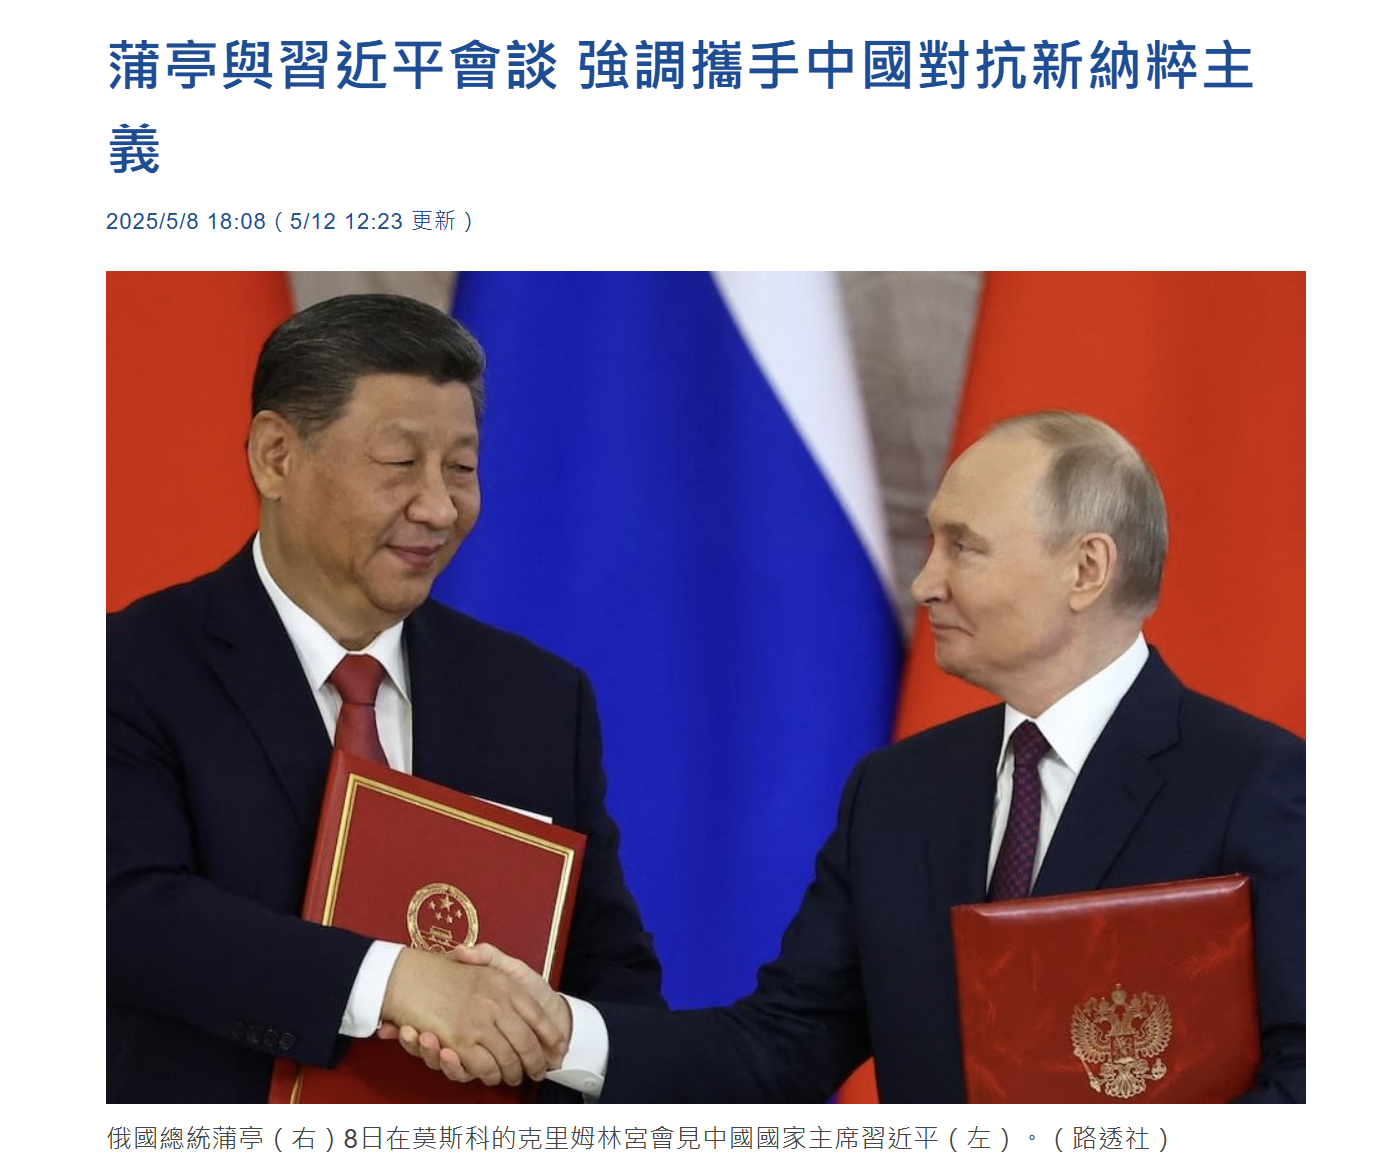 蒲亭與習近平會談 強調攜手中國對抗新納粹主
義
2025/5/8 18:08（5/12 12:23 更新）
俄國總統蒲亭（右）8日在莫斯科的克里姆林宮會見中國國家主席習近平（左）。（路透社）